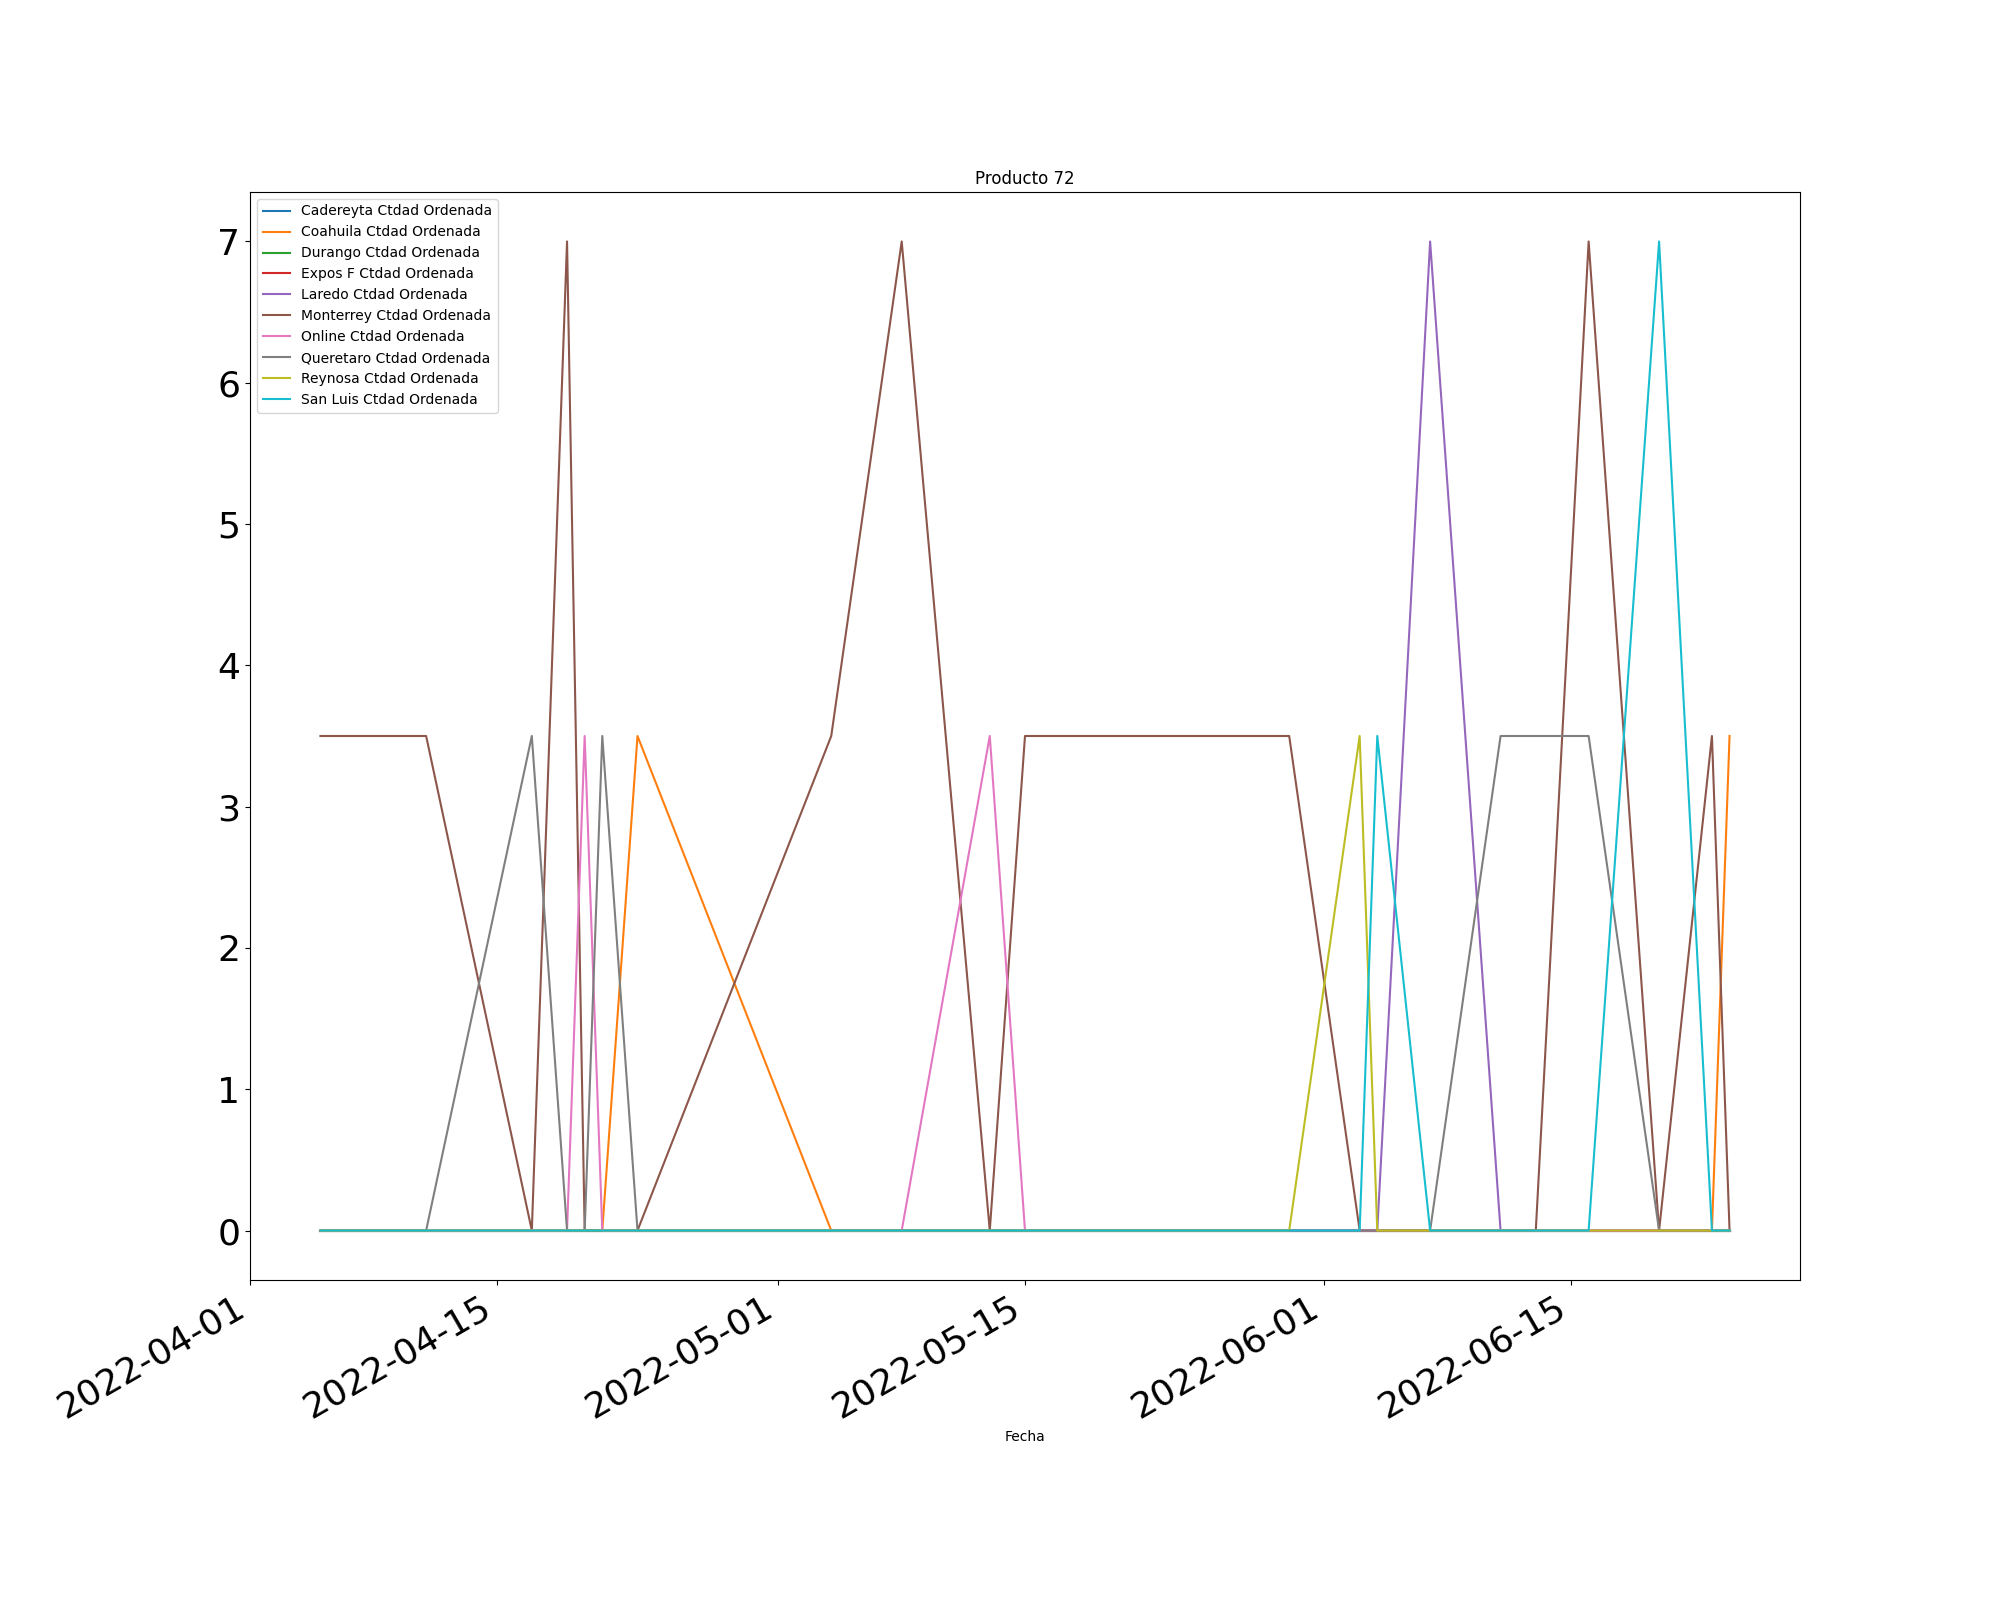 Producto 72
Cadereyta Ctdad Ordenada
Coahuila Ctdad Ordenada
Durango Ctdad Ordenada
Expos F Ctdad Ordenada
Laredo Ctdad Ordenada
Monterrey Ctdad Ordenada
Online Ctdad Ordenada
Queretaro Ctdad Ordenada
Reynosa Ctdad Ordenada
San Luis Ctdad Ordenada
7
6
5
4
3
2
1
0
2022-04-01
2022-04-15
2022-05-01
2022-05-15
2022-06-01
2022-06-15
Fecha